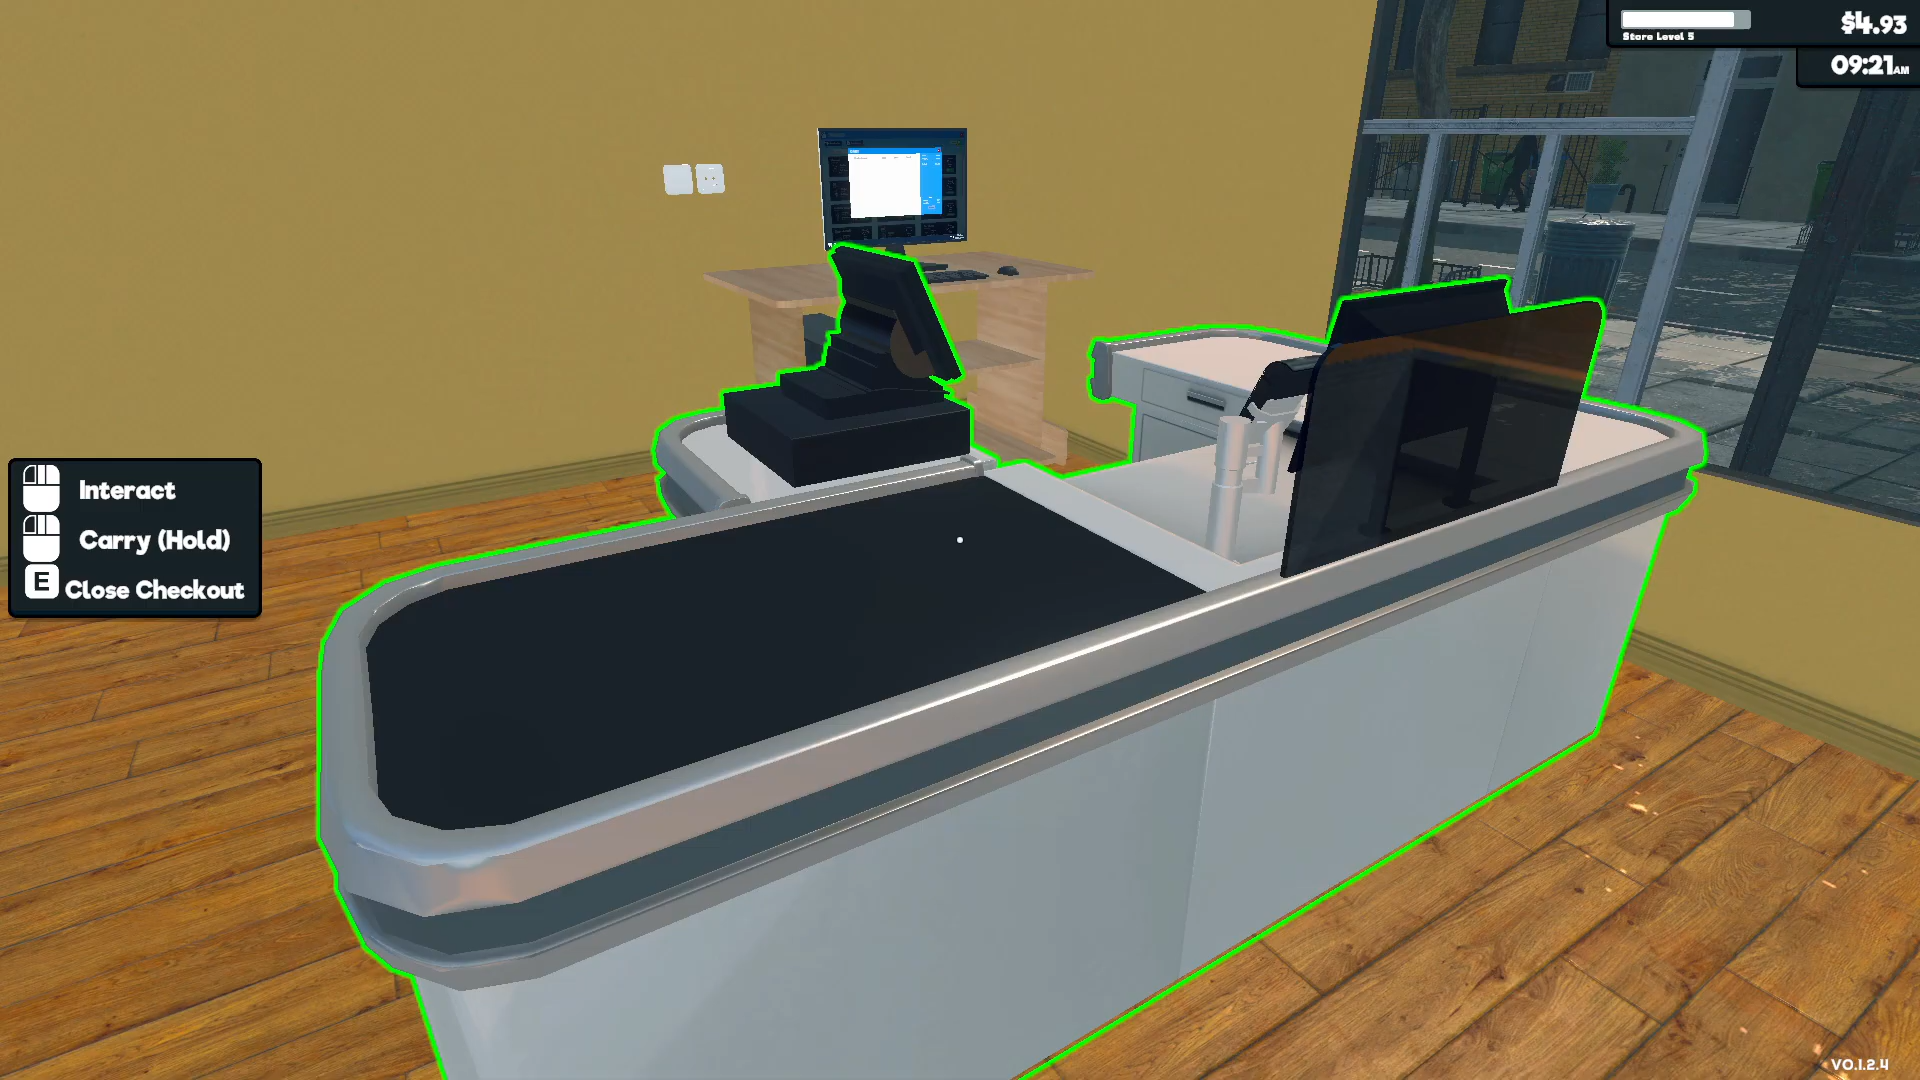 Store Level 5
$4.93
09:21AM
Interact
Carry (Hold)
E Close Checkout
V0.1.2.4